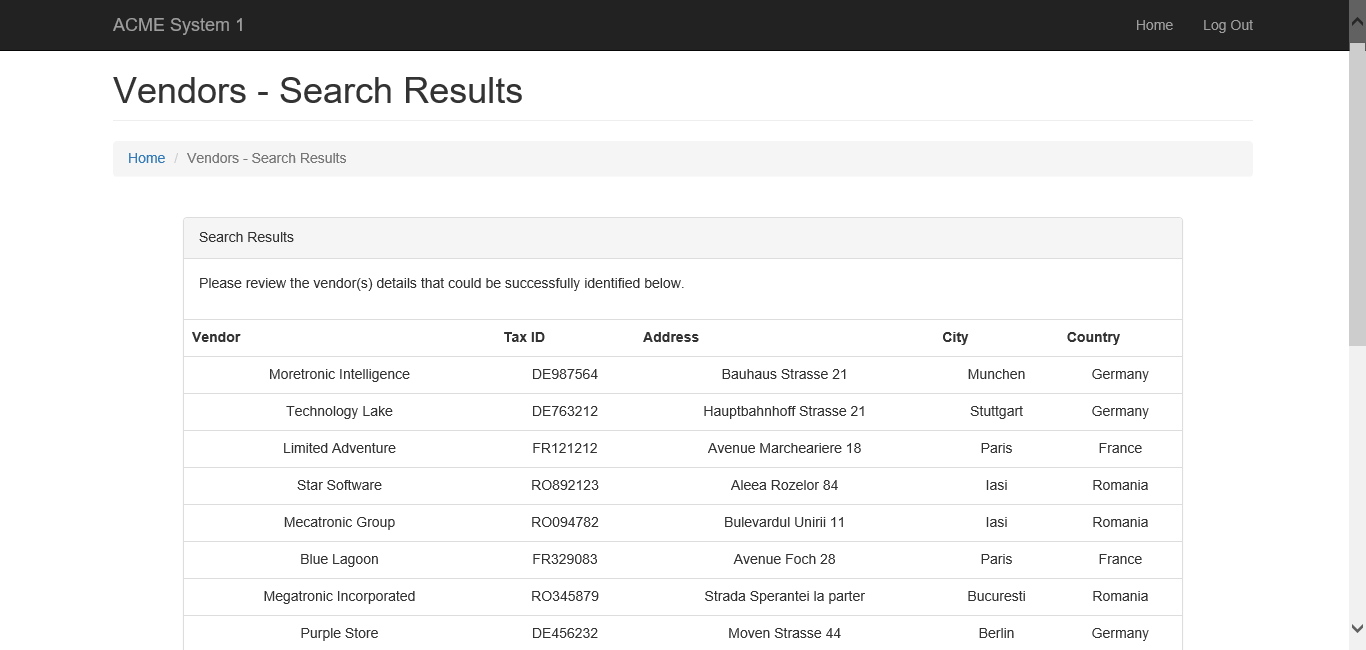 ACME System 1 Home Log Out
Vendors - Search Results
Home / Vendors - Search Results
Search Results
Please review the vendor(s) details that could be successfully identified below.
Vendor Tax ID Address City Country
Moretronic Intelligence DE987564 Bauhaus Strasse 21 Munchen Germany
Technology Lake DE763212 Hauptbahnhoff Strasse 21 Stuttgart Germany
Limited Adventure FR121212 Avenue Marcheariere 18 Paris France
Star Software RO892123 Aleea Rozelor 84 Iasi Romania
Mecatronic Group RO094782 Bulevardul Unirii 11 Iasi Romania
Blue Lagoon FR329083 Avenue Foch 28 Paris France
Megatronic Incorporated RO345879 Strada Sperantei la parter Bucuresti Romania
Purple Store DE456232 Moven Strasse 44 Berlin Germany